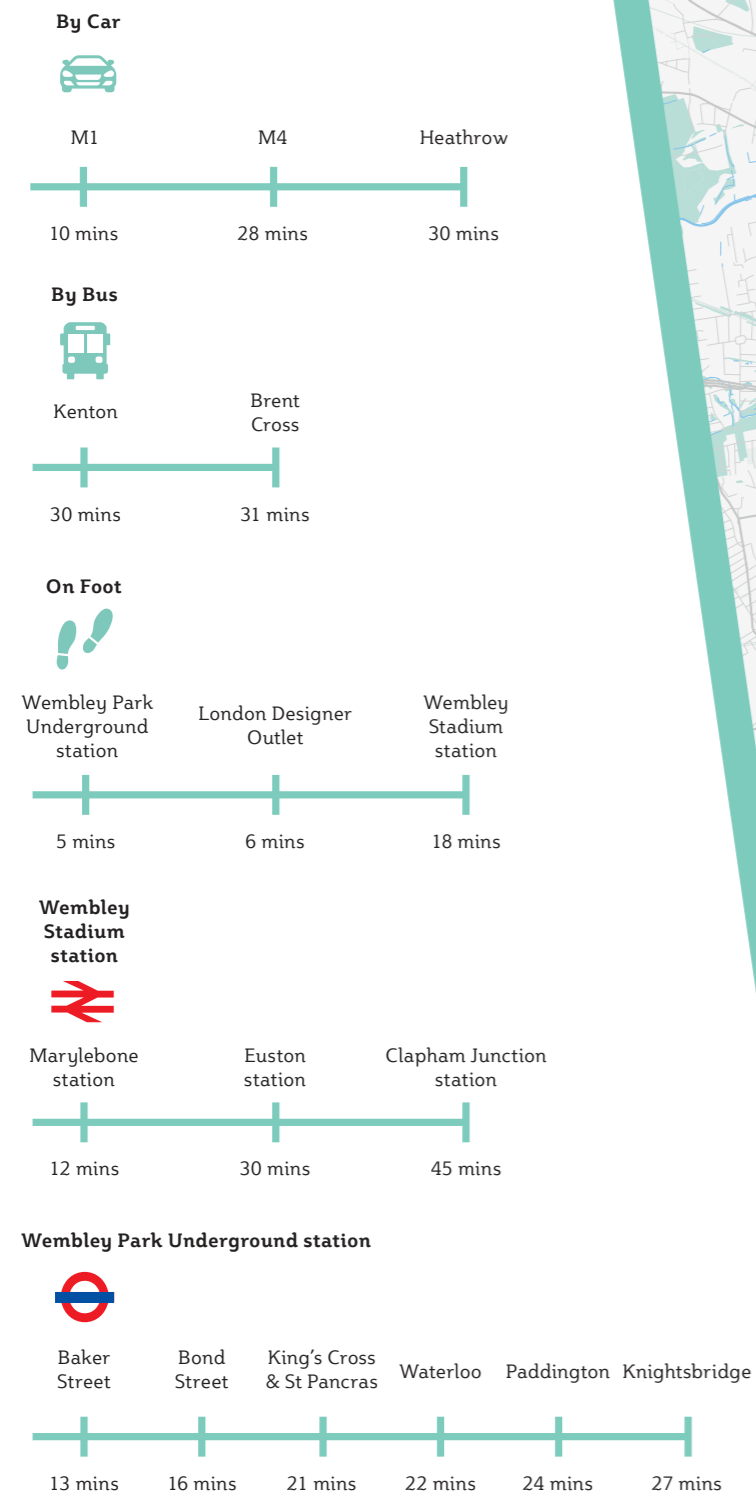 By Car
M1 M4 Heathrow
10 mins 28 mins 30 mins
By Bus
Kenton
Brent
Cross
30 mins 31 mins
On Foot
Wembley Park
Underground
station
London Designer
Outlet
Wembley
Stadium
station
5 mins 6 mins 18 mins
Wembley
Stadium
station
Marylebone
station
Euston
station
Clapham Junction
station
12 mins 30 mins 45 mins
Wembley Park Underground station
Baker
Street
Bond
Street
King's Cross
& St Pancras
Waterloo
Paddington
Knightsbridge
13 mins 16 mins 21 mins 22 mins 24 mins 27 mins